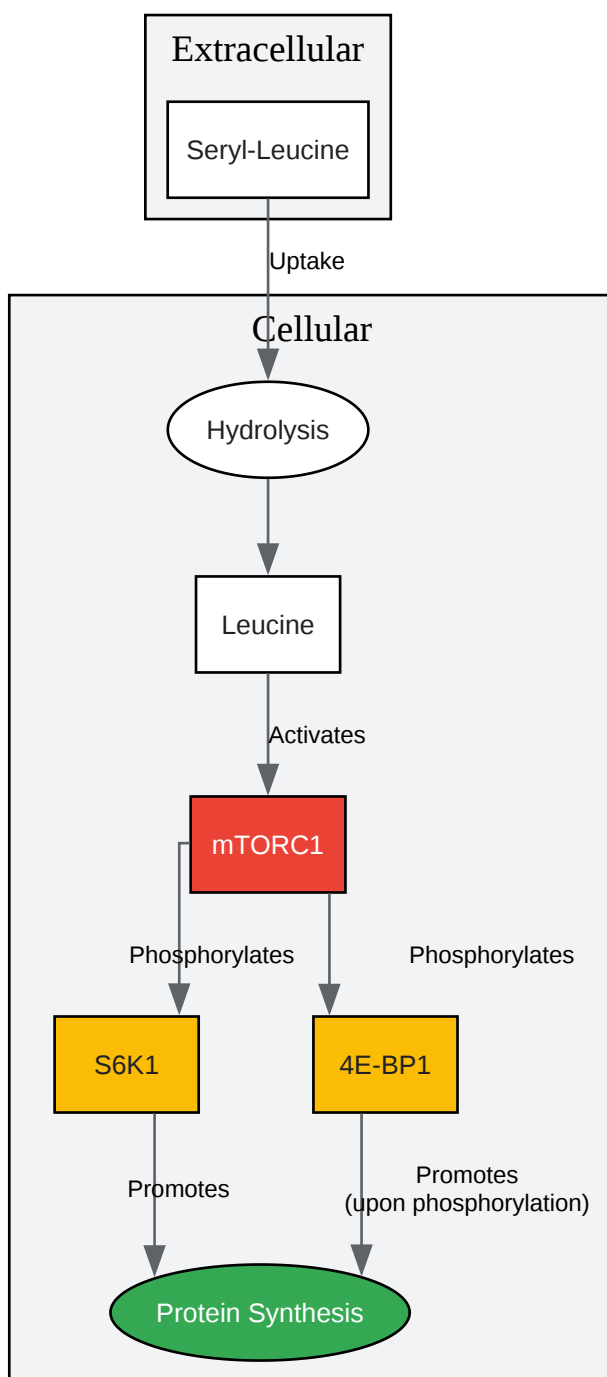 Extracellular
Seryl-Leucine
Uptake
Cellular
Hydrolysis
Leucine
Activates
mTORC1
Phosphorylates
Phosphorylates
S6K1
4E-BP1
Promotes
Promotes
(upon phosphorylation)
Protein Synthesis